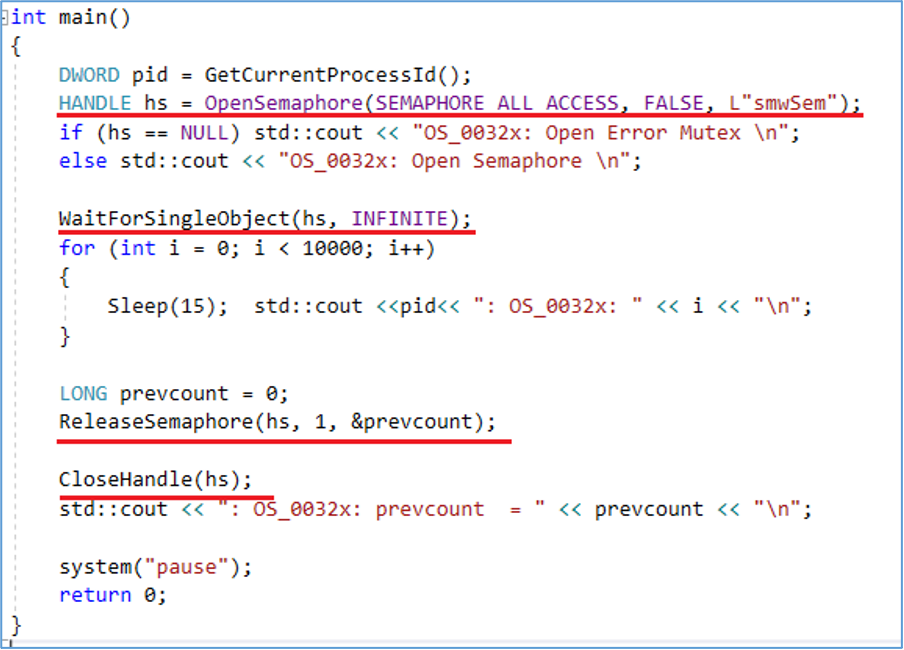 int main()
{
DWORD pid = GetCurrentProcessId();
HANDLE hs = OpenSemaphore(SEMAPHORE_ALL_ACCESS, FALSE, L"smwSem");
if (hs == NULL) std::cout << "OS_0032x: Open Error Mutex \n";
else std::cout << "OS_0032x: Open Semaphore \n";
WaitForSingleObject(hs, INFINITE);
for (int i = 0; i < 10000; i++)
{
Sleep(15);  std::cout <<pid<< ": OS_0032x: " << i << "\n";
}
LONG prevcount = 0;
ReleaseSemaphore(hs, 1, &prevcount);
CloseHandle(hs);
std::cout << ": OS_0032x: prevcount  = " << prevcount << "\n";
system("pause");
return 0;
}